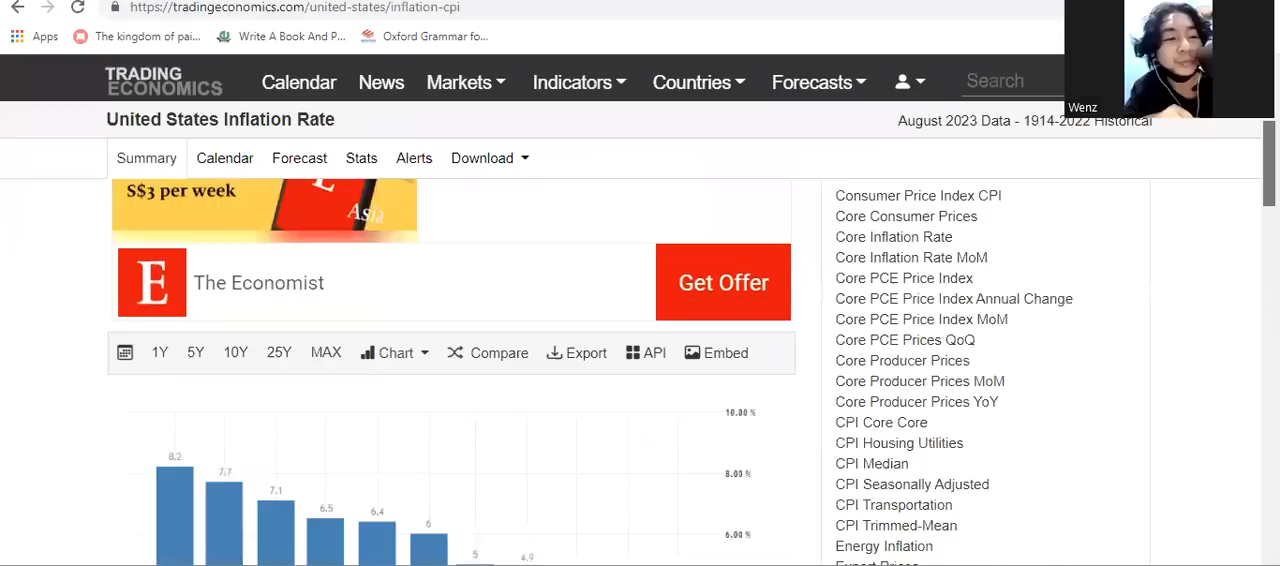 https://tradingeconomics.com/united-states/inflation-cpi
Apps The kingdom of pai... Write A Book And P... Oxford Grammar fo...
Wenz
TRADING
ECONOMICS
Calendar News Markets Indicators Countries Forecasts Search
United States Inflation Rate
August 2023 Data - 1914-2022 Historical
Summary Calendar Forecast Stats Alerts Download
S$3 per week
E
Asia
E The Economist Get Offer
1Y 5Y 10Y 25Y MAX Chart Compare Export API Embed
10.00 %
8.00 %
6.00 %
8.2
7.7
7.1
6.5
6.4
6
5
4.9
Consumer Price Index CPI
Core Consumer Prices
Core Inflation Rate
Core Inflation Rate MoM
Core PCE Price Index
Core PCE Price Index Annual Change
Core PCE Price Index MoM
Core PCE Prices QoQ
Core Producer Prices
Core Producer Prices MoM
Core Producer Prices YoY
CPI Core Core
CPI Housing Utilities
CPI Median
CPI Seasonally Adjusted
CPI Transportation
CPI Trimmed-Mean
Energy Inflation
Export Prices